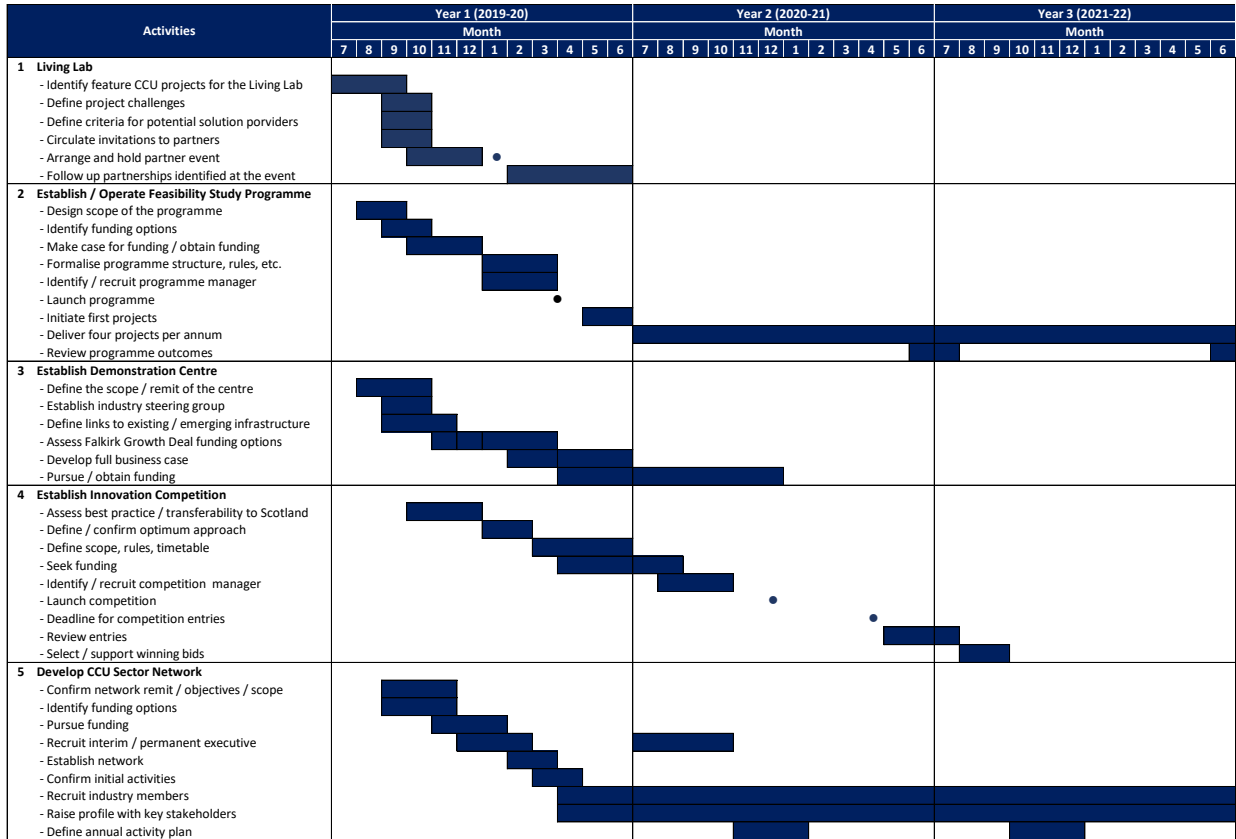 Activities
Year 1 (2019-20) Year 2 (2020-21) Year 3 (2021-22)
Month Month Month
7 8 9 10 11 12 1 2 3 4 5 6 7 8 9 10 11 12 1 2 3 4 5 6 7 8 9 10 11 12 1 2 3 4 5 6
1 Living Lab
- Identify feature CCU projects for the Living Lab
- Define project challenges
- Define criteria for potential solution porviders
- Circulate invitations to partners
- Arrange and hold partner event
- Follow up partnerships identified at the event
2 Establish / Operate Feasibility Study Programme
- Design scope of the programme
- Identify funding options
- Make case for funding / obtain funding
- Formalise programme structure, rules, etc.
- Identify / recruit programme manager
- Launch programme
- Initiate first projects
- Deliver four projects per annum
- Review programme outcomes
3 Establish Demonstration Centre
- Define the scope / remit of the centre
- Establish industry steering group
- Define links to existing / emerging infrastructure
- Assess Falkirk Growth Deal funding options
- Develop full business case
- Pursue / obtain funding
4 Establish Innovation Competition
- Assess best practice / transferability to Scotland
- Define / confirm optimum approach
- Define scope, rules, timetable
- Seek funding
- Identify / recruit competition manager
- Launch competition
- Deadline for competition entries
- Review entries
- Select / support winning bids
5 Develop CCU Sector Network
- Confirm network remit / objectives / scope
- Identify funding options
- Pursue funding
- Recruit interim / permanent executive
- Establish network
- Confirm initial activities
- Recruit industry members
- Raise profile with key stakeholders
- Define annual activity plan